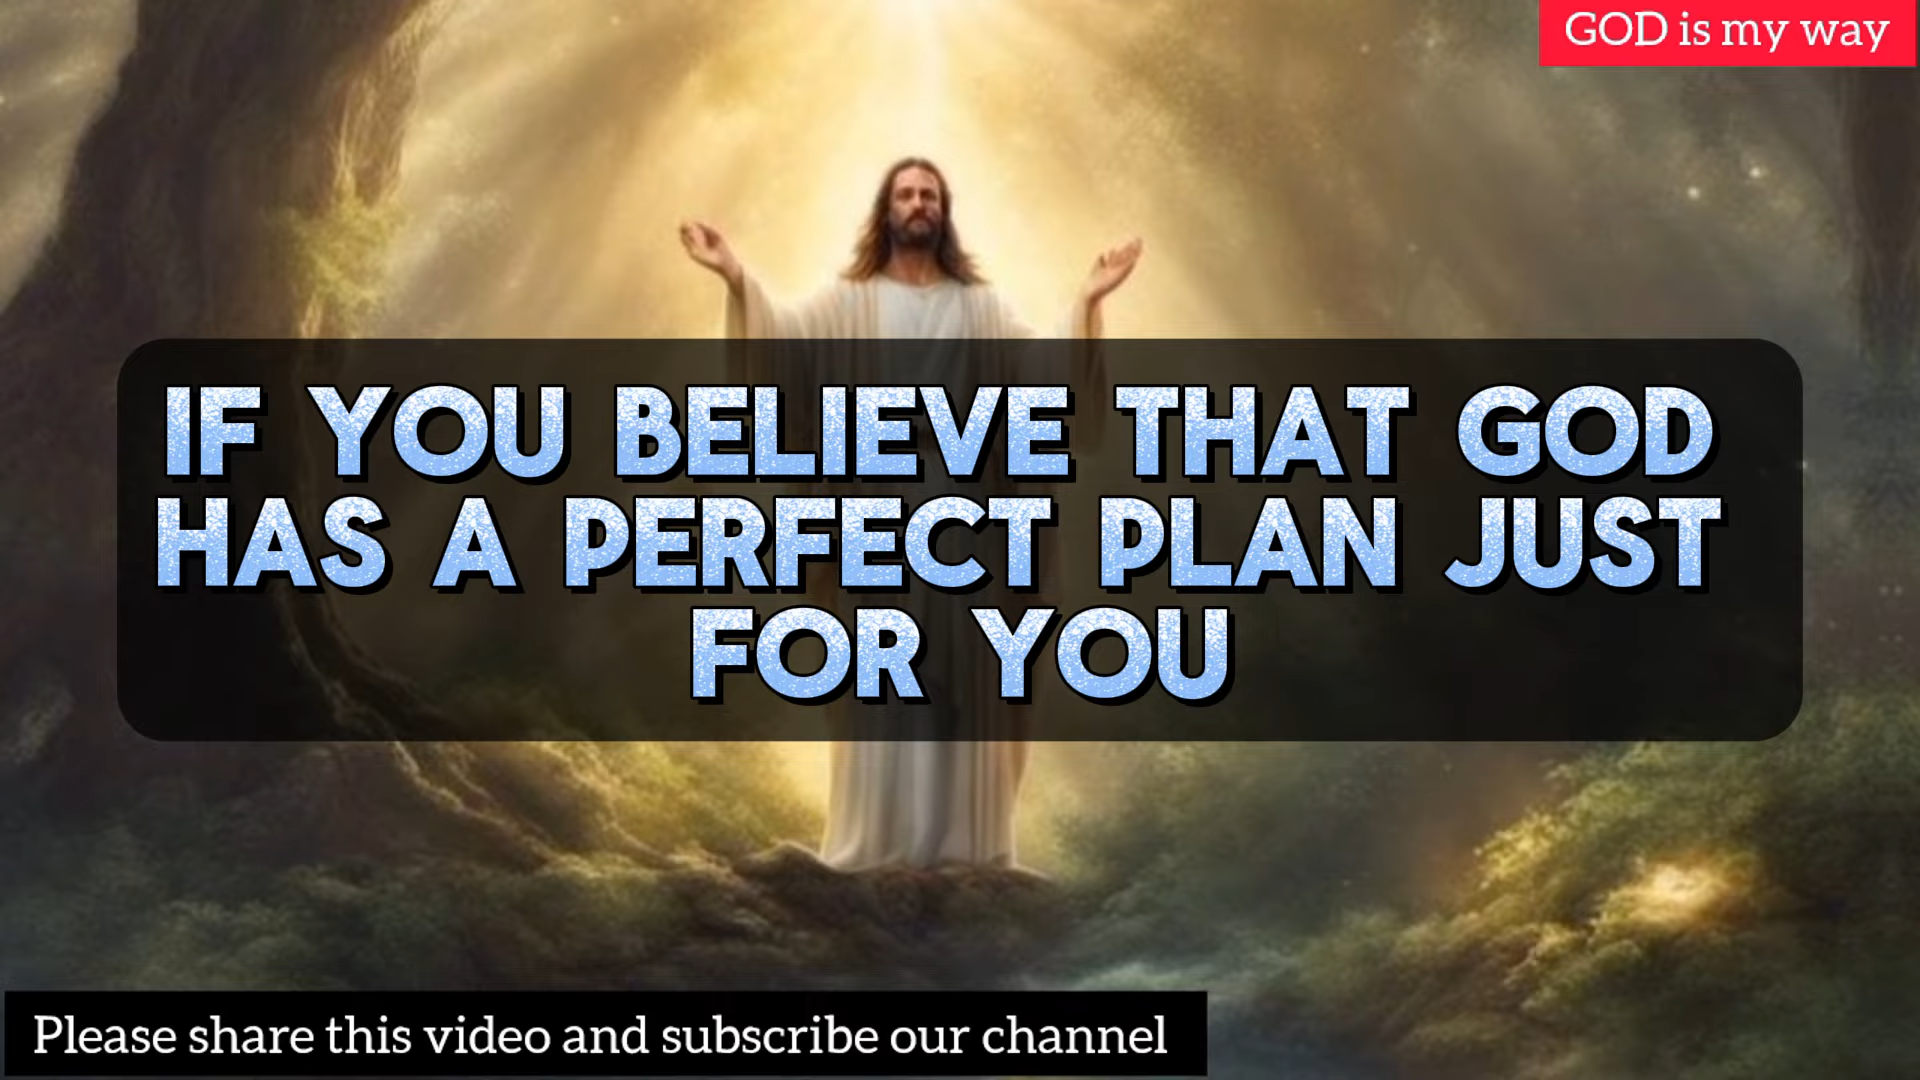 GOD is my way
IF YOU BELIEVE THAT GOD
HAS A PERFECT PLAN JUST
FOR YOU
Please share this video and subscribe our channel